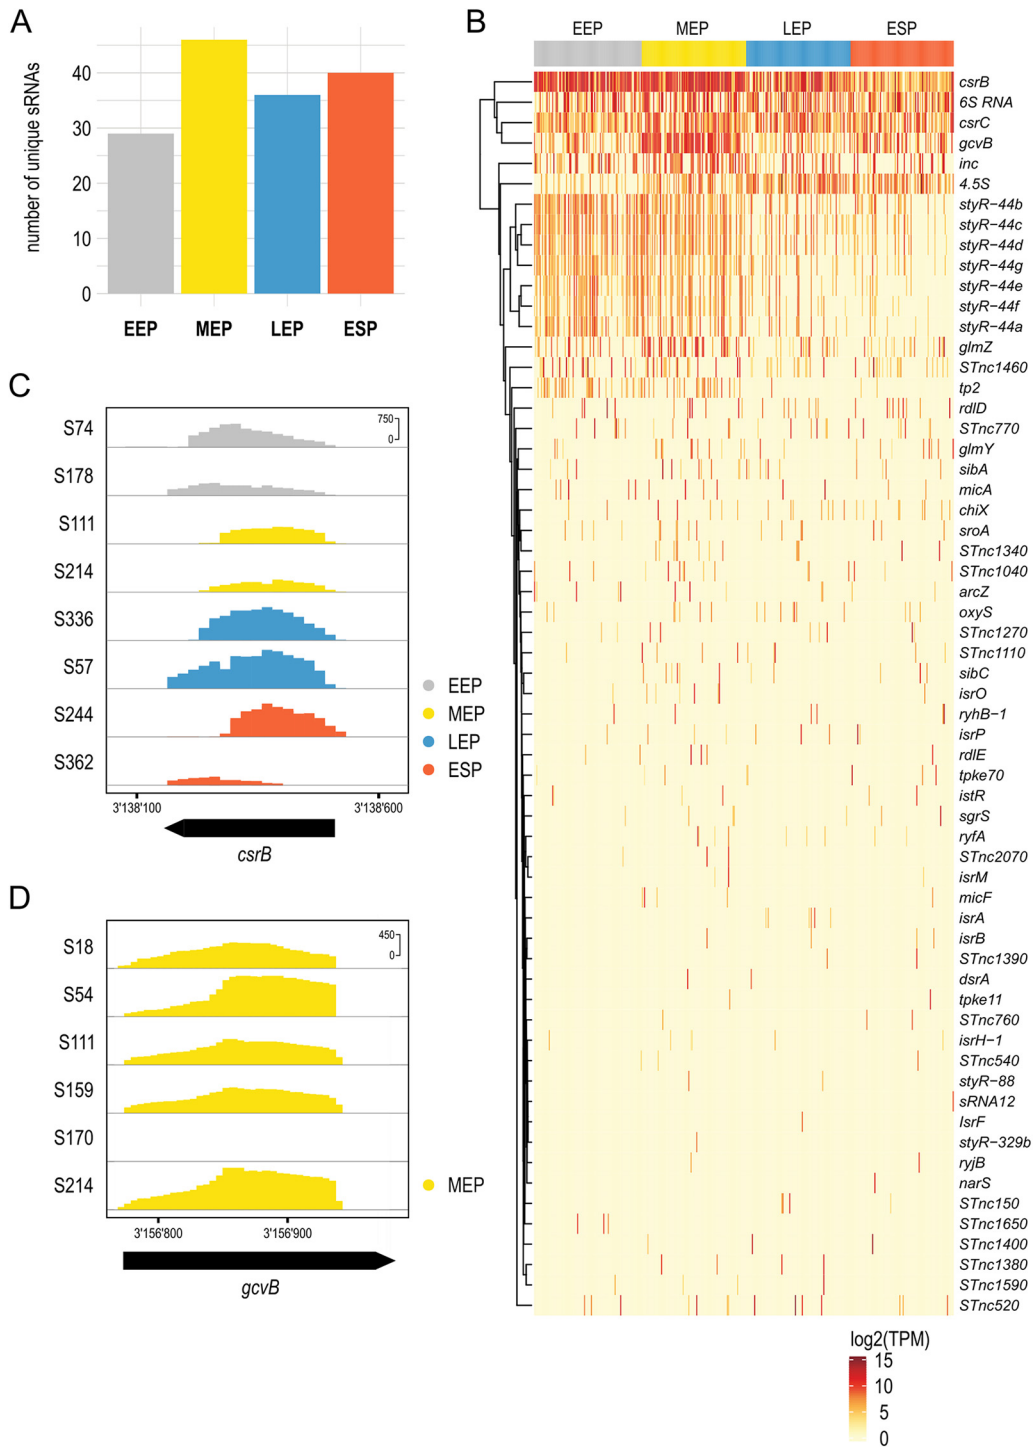 A
number of unique sRNAs
40
30
20
10
0
EEP MEP LEP ESP
B
EEP MEP LEP ESP
csrB
6S RNA
csrC
gcvB
inc
4.5S
styR-44b
styR-44c
styR-44d
styR-44g
styR-44e
styR-44f
styR-44a
glmZ
STnc1460
tp2
rdlD
STnc770
glmY
sibA
micA
chiX
sroA
STnc1340
STnc1040
arcZ
oxyS
STnc1270
STnc1110
sibC
isrO
ryhB-1
isrP
rdlE
tpke70
istR
sgrS
ryfA
STnc2070
isrM
micF
isrA
isrB
STnc1390
dsrA
tpke11
STnc760
isrH-1
STnc540
styR-88
sRNA12
IsrF
styR-329b
ryjB
narS
STnc150
STnc1650
STnc1400
STnc1380
STnc1590
STnc520
log2(TPM)
15
10
5
0
C
S74
S178
S111
S214
S336
S57
S244
S362
750
0
3'138'100 3'138'600
csrB
EEP
MEP
LEP
ESP
D
S18
S54
S111
S159
S170
S214
450
0
3'156'800 3'156'900
gcvB
MEP